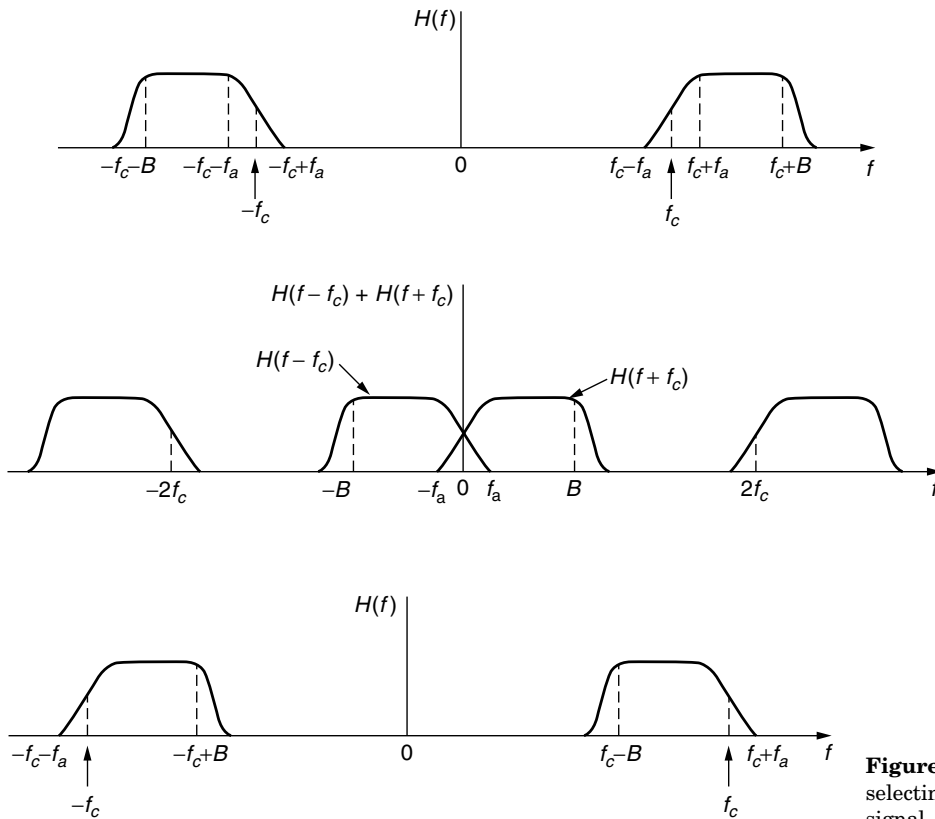 H(f)
−f_c−B −f_c−f_a −f_c+f_a 0 f_c−f_a f_c+f_a f_c+B f
−f_c f_c
H(f − f_c) + H(f + f_c)
H(f − f_c) H(f + f_c)
−2f_c −B −f_a 0 f_a B 2f_c f
H(f)
−f_c−f_a −f_c+B 0 f_c−B f_c+f_a f
−f_c f_c
Figure
selectin
signal